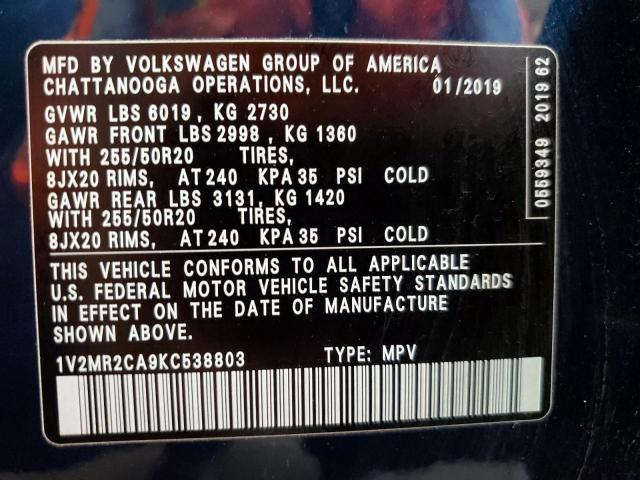 MFD BY VOLKSWAGEN GROUP OF AMERICA
CHATTANOOGA OPERATIONS, LLC. 01/2019
GVWR LBS 6019 , KG 2730
GAWR FRONT LBS 2998 , KG 1360
WITH 255/50R20 TIRES,
8JX20 RIMS, AT 240 KPA 35 PSI COLD
GAWR REAR LBS 3131, KG 1420
WITH 255/50R20 TIRES,
8JX20 RIMS, AT 240 KPA 35 PSI COLD
THIS VEHICLE CONFORMS TO ALL APPLICABLE
U.S. FEDERAL MOTOR VEHICLE SAFETY STANDARDS
IN EFFECT ON THE DATE OF MANUFACTURE
SHOWN ABOVE.
1V2MR2CA9KC538803 TYPE: MPV
0559349 2019 62